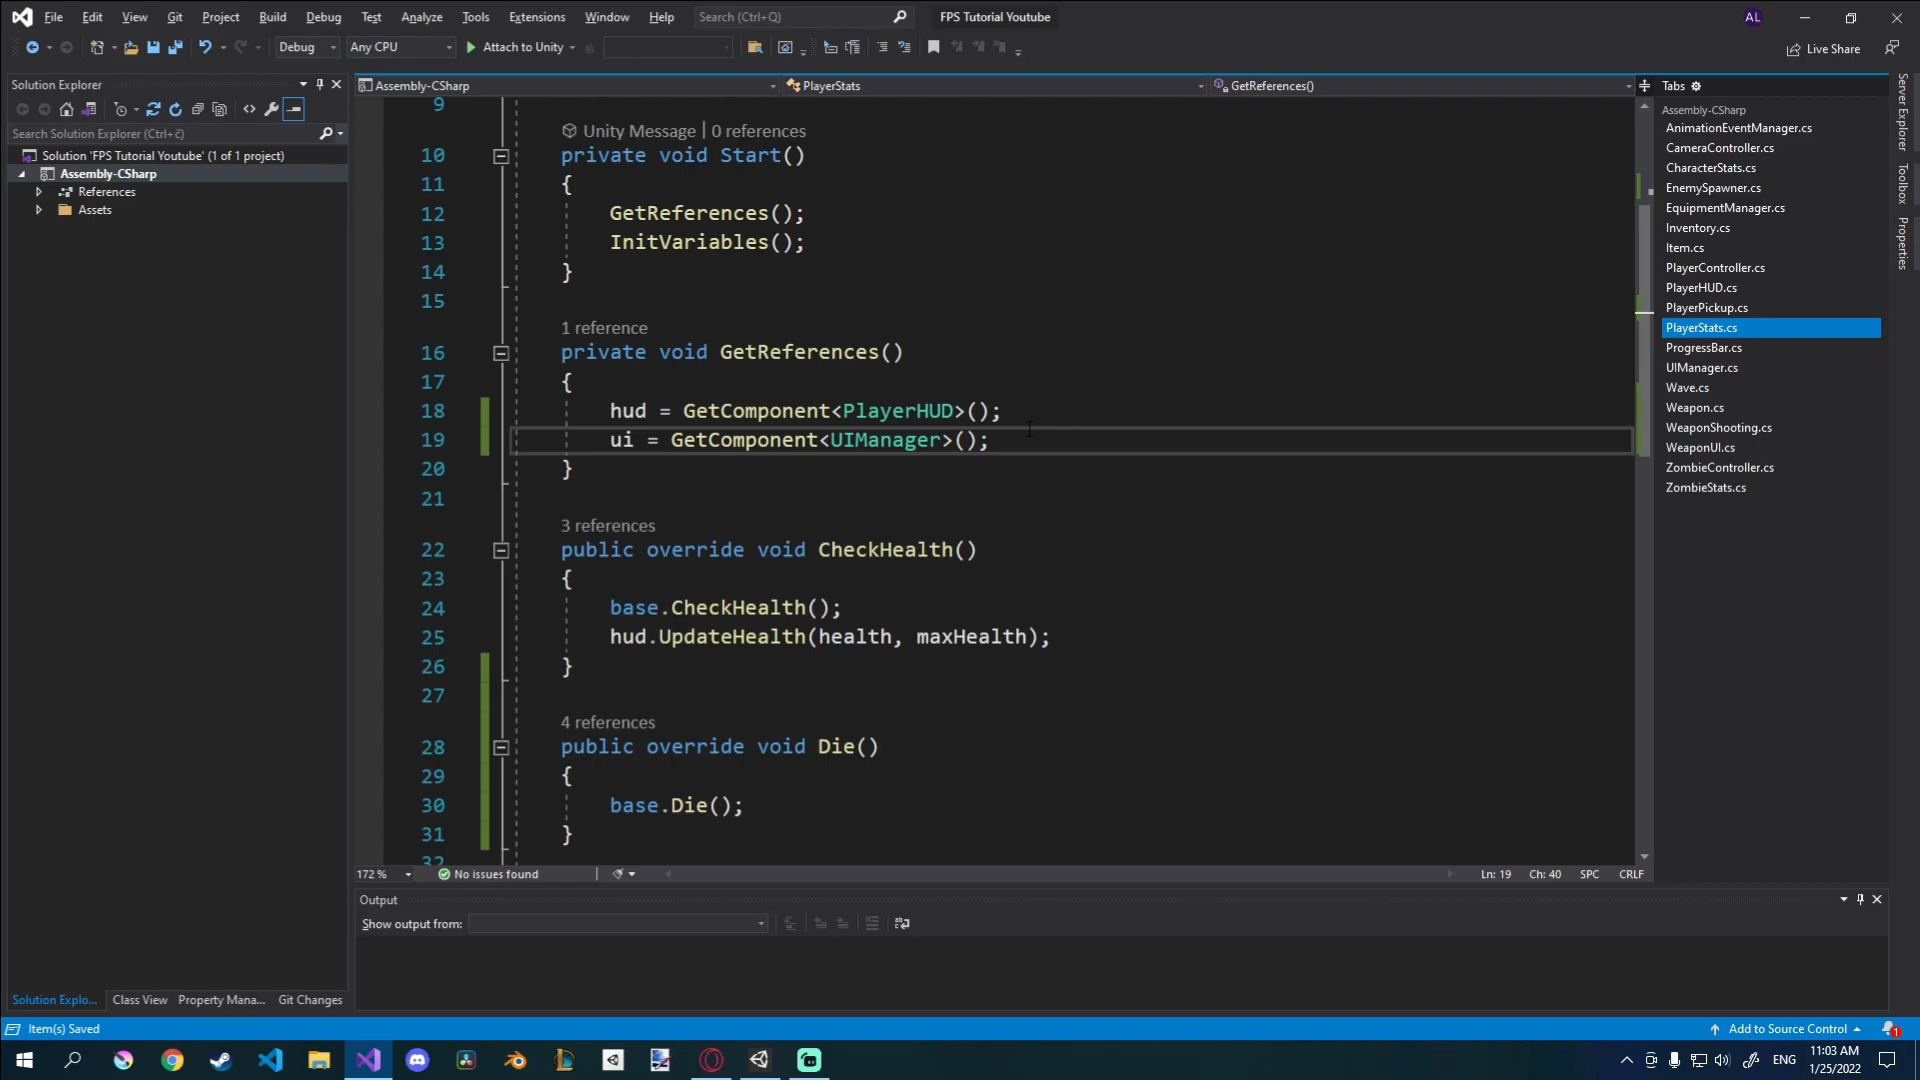 File Edit View Git Project Build Debug Test Analyze Tools Extensions Window Help Search (Ctrl+Q) FPS Tutorial Youtube AL
Debug Any CPU Attach to Unity Live Share
Solution Explorer
Search Solution Explorer (Ctrl+č)
Solution 'FPS Tutorial Youtube' (1 of 1 project)
Assembly-CSharp
References
Assets
Assembly-CSharp PlayerStats GetReferences()
9
Unity Message | 0 references
10 private void Start()
11 {
12 GetReferences();
13 InitVariables();
14 }
15
1 reference
16 private void GetReferences()
17 {
18 hud = GetComponent<PlayerHUD>();
19 ui = GetComponent<UIManager>();
20 }
21
3 references
22 public override void CheckHealth()
23 {
24 base.CheckHealth();
25 hud.UpdateHealth(health, maxHealth);
26 }
27
4 references
28 public override void Die()
29 {
30 base.Die();
31 }
32
172 % No issues found Ln: 19 Ch: 40 SPC CRLF
Tabs
Assembly-CSharp
AnimationEventManager.cs
CameraController.cs
CharacterStats.cs
EnemySpawner.cs
EquipmentManager.cs
Inventory.cs
Item.cs
PlayerController.cs
PlayerHUD.cs
PlayerPickup.cs
PlayerStats.cs
ProgressBar.cs
UIManager.cs
Wave.cs
Weapon.cs
WeaponShooting.cs
WeaponUI.cs
ZombieController.cs
ZombieStats.cs
Server Explorer
Toolbox
Properties
Output
Show output from:
Solution Explo... Class View Property Mana... Git Changes
Item(s) Saved Add to Source Control 1
ENG 11:03 AM
1/25/2022